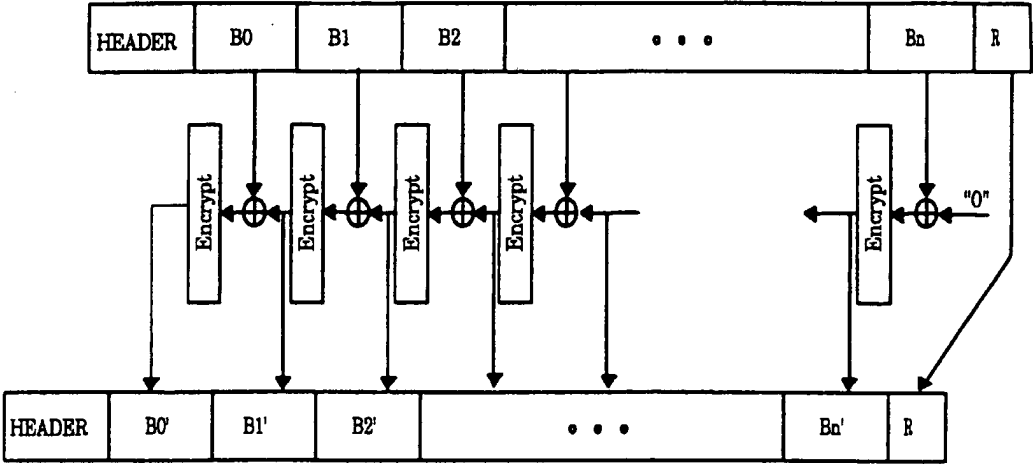 HEADER B0 B1 B2 • • • Bn R
Encrypt Encrypt Encrypt Encrypt Encrypt "0"
HEADER B0' B1' B2' • • • Bn' R